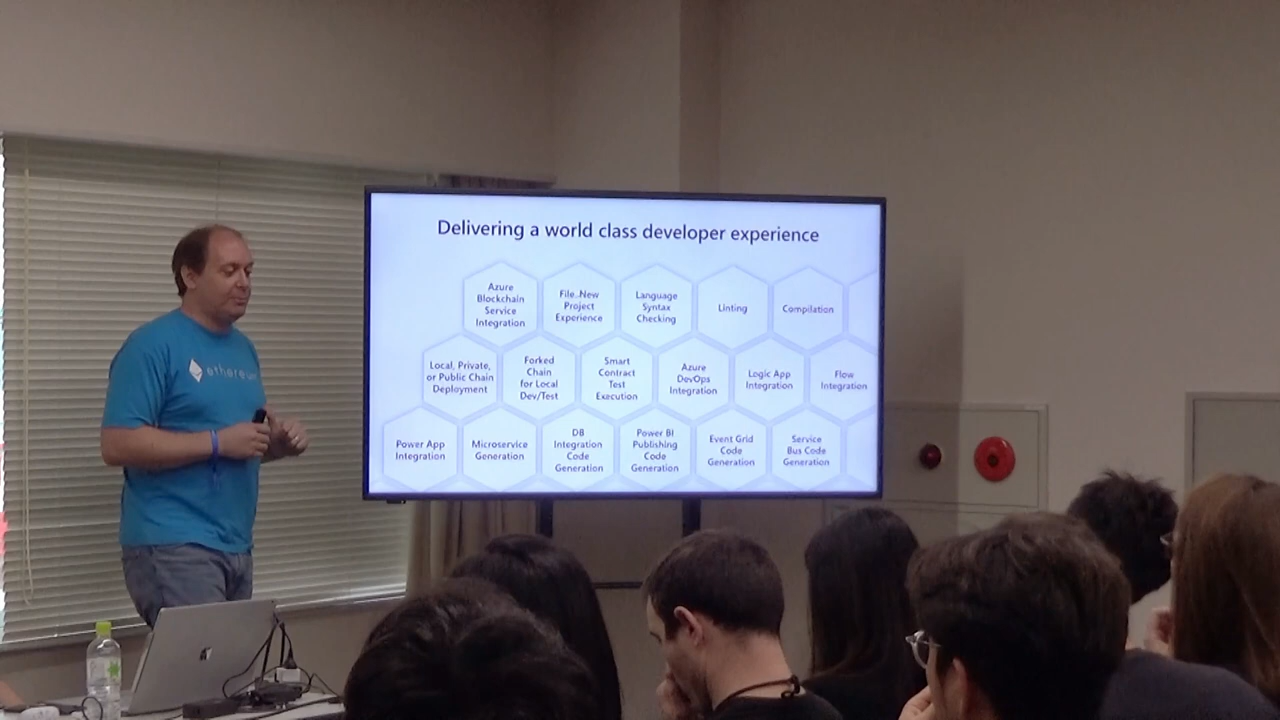 Delivering a world class developer experience
Azure
Blockchain
Service
Integration
File..New
Project
Experience
Language
Syntax
Checking
Linting
Compilation
Local, Private,
or Public Chain
Deployment
Forked
Chain
for Local
Dev/Test
Smart
Contract
Test
Execution
Azure
DevOps
Integration
Logic App
Integration
Flow
Integration
Power App
Integration
Microservice
Generation
DB
Integration
Code
Generation
Power BI
Publishing
Code
Generation
Event Grid
Code
Generation
Service
Bus Code
Generation
ethereum